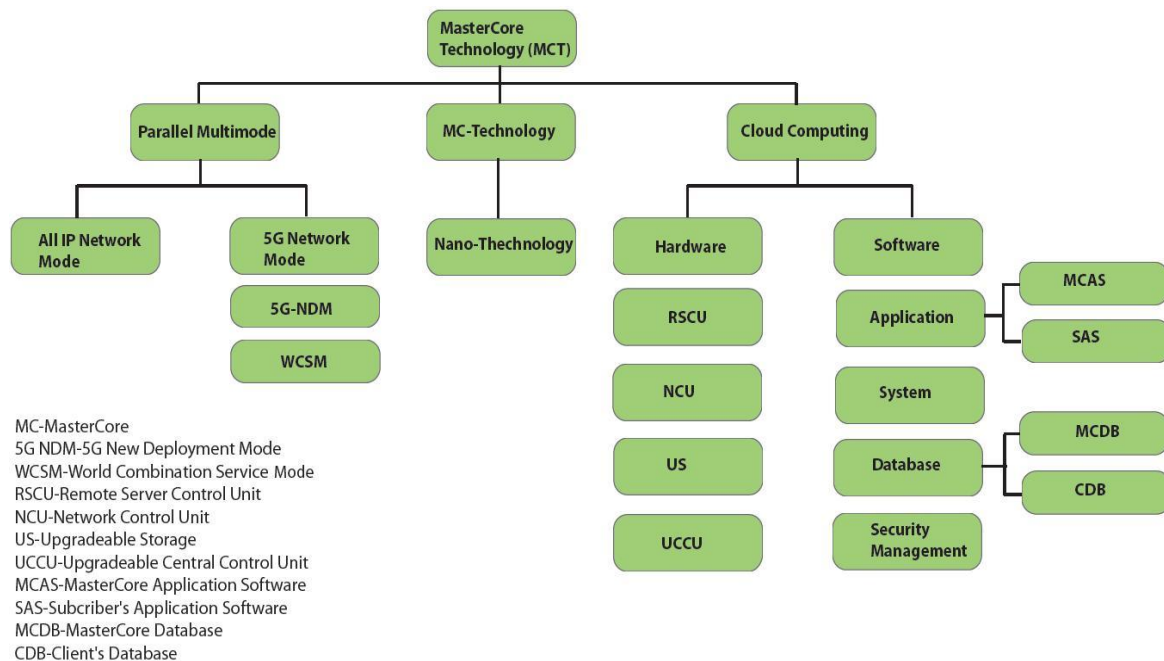 MasterCore
Technology (MCT)
Parallel Multimode
MC-Technology
Cloud Computing
All IP Network
Mode
5G Network
Mode
Nano-Thechnology
Hardware
Software
5G-NDM
WCSM
RSCU
NCU
US
UCCU
Application
System
Database
Security
Management
MCAS
SAS
MCDB
CDB
MC-MasterCore
5G NDM-5G New Deployment Mode
WCSM-World Combination Service Mode
RSCU-Remote Server Control Unit
NCU-Network Control Unit
US-Upgradeable Storage
UCCU-Upgradeable Central Control Unit
MCAS-MasterCore Application Software
SAS-Subcriber's Application Software
MCDB-MasterCore Database
CDB-Client's Database